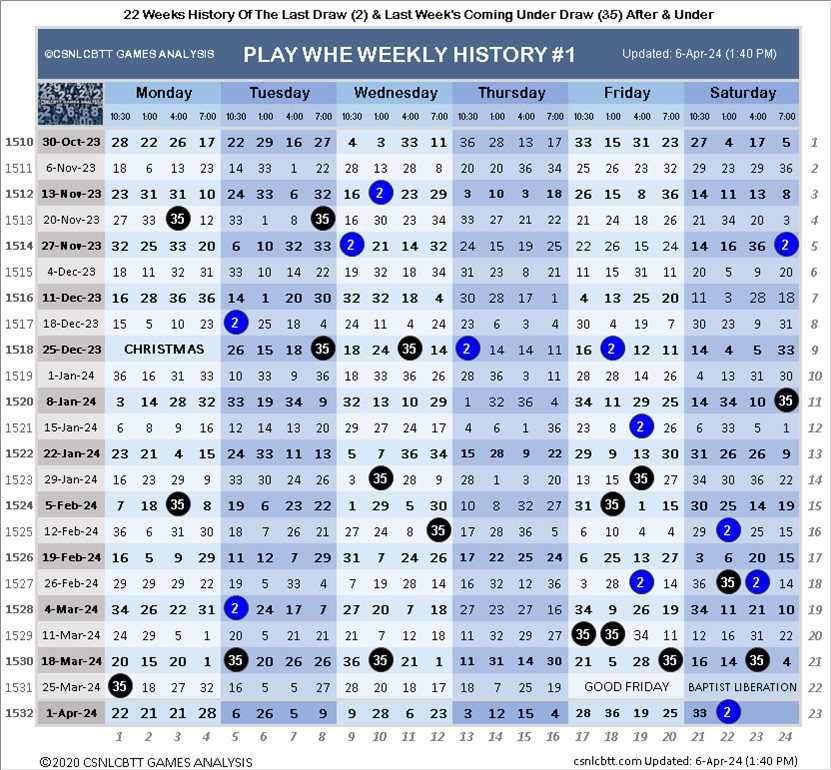 22 Weeks History Of The Last Draw (2) & Last Week's Coming Under Draw (35) After & Under
©CSNLCBTT GAMES ANALYSIS PLAY WHE WEEKLY HISTORY #1 Updated: 6-Apr-24 (1:40 PM)
CSNLCBTT GAMES ANALYSIS Monday Tuesday Wednesday Thursday Friday Saturday
10:30 1:00 4:00 7:00 10:30 1:00 4:00 7:00 10:30 1:00 4:00 7:00 10:30 1:00 4:00 7:00 10:30 1:00 4:00 7:00 10:30 1:00 4:00 7:00
1510 30-Oct-23 28 22 26 17 22 29 16 27 4 3 33 11 36 28 13 17 33 15 31 23 27 4 17 5 1
1511 6-Nov-23 18 6 13 23 14 33 1 22 28 13 28 8 20 20 36 34 25 26 23 32 29 23 29 36 2
1512 13-Nov-23 23 31 31 10 24 33 6 32 16 2 23 29 3 10 3 18 26 15 8 36 14 11 13 8 3
1513 20-Nov-23 27 33 35 12 33 1 8 35 16 30 23 34 33 27 21 22 21 24 18 26 21 34 20 3 4
1514 27-Nov-23 32 25 33 20 6 10 32 33 2 21 14 32 24 15 19 25 22 26 15 24 14 16 36 2 5
1515 4-Dec-23 18 11 32 31 33 10 14 22 19 32 18 34 31 23 8 21 11 15 31 11 20 5 9 20 6
1516 11-Dec-23 16 28 36 36 14 1 20 30 32 32 18 4 30 28 17 1 4 13 25 20 11 3 28 18 7
1517 18-Dec-23 15 5 10 23 2 25 18 4 24 11 4 24 23 6 3 34 30 4 19 7 30 23 9 31 8
1518 25-Dec-23 CHRISTMAS 26 15 18 35 18 24 35 14 2 14 14 11 16 2 12 11 14 4 5 33 9
1519 1-Jan-24 36 16 31 33 10 33 9 36 18 33 36 26 28 36 3 11 28 28 14 26 4 13 31 30 10
1520 8-Jan-24 3 14 28 32 33 19 34 9 32 13 10 29 1 32 36 4 34 11 29 25 14 34 10 35 11
1521 15-Jan-24 6 8 9 16 12 14 13 20 29 27 24 17 4 6 1 36 23 8 2 21 6 33 5 1 12
1522 22-Jan-24 23 21 4 15 24 33 11 13 5 7 36 34 15 28 9 22 29 9 13 30 31 26 26 9 13
1523 29-Jan-24 16 23 29 9 33 30 24 26 3 35 9 14 28 1 3 20 13 15 35 27 34 30 36 22 14
1524 5-Feb-24 7 18 35 8 19 6 23 22 1 29 5 30 10 8 32 27 31 35 1 15 30 25 14 19 15
1525 12-Feb-24 36 6 31 30 18 7 26 21 27 24 8 35 17 28 36 5 6 10 4 4 29 2 25 15 16
1526 19-Feb-24 16 5 9 29 11 12 7 29 31 7 24 26 17 22 25 24 6 25 13 27 3 6 20 15 17
1527 26-Feb-24 29 29 29 22 19 5 33 4 7 19 28 14 16 32 12 36 3 28 2 14 36 35 2 14 18
1528 4-Mar-24 34 26 22 31 2 24 17 7 27 20 7 18 27 23 27 16 34 9 26 19 34 11 21 10 19
1529 11-Mar-24 24 29 5 1 20 5 21 21 21 7 12 18 11 32 29 27 35 35 34 11 12 16 31 22 20
1530 18-Mar-24 20 15 20 1 35 20 26 26 36 35 21 1 11 31 14 30 21 5 28 35 16 14 35 4 21
1531 25-Mar-24 35 18 27 32 16 5 5 27 28 20 18 17 18 7 25 19 GOOD FRIDAY BAPTIST LIBERATION 22
1532 1-Apr-24 22 21 21 28 6 26 5 9 9 28 6 23 3 12 15 4 28 36 19 25 33 2 23
1 2 3 4 5 6 7 8 9 10 11 12 13 14 15 16 17 18 19 20 21 22 23 24
©2020 CSNLCBTT GAMES ANALYSIS csnlcbtt.com Updated: 6-Apr-24 (1:40 PM)